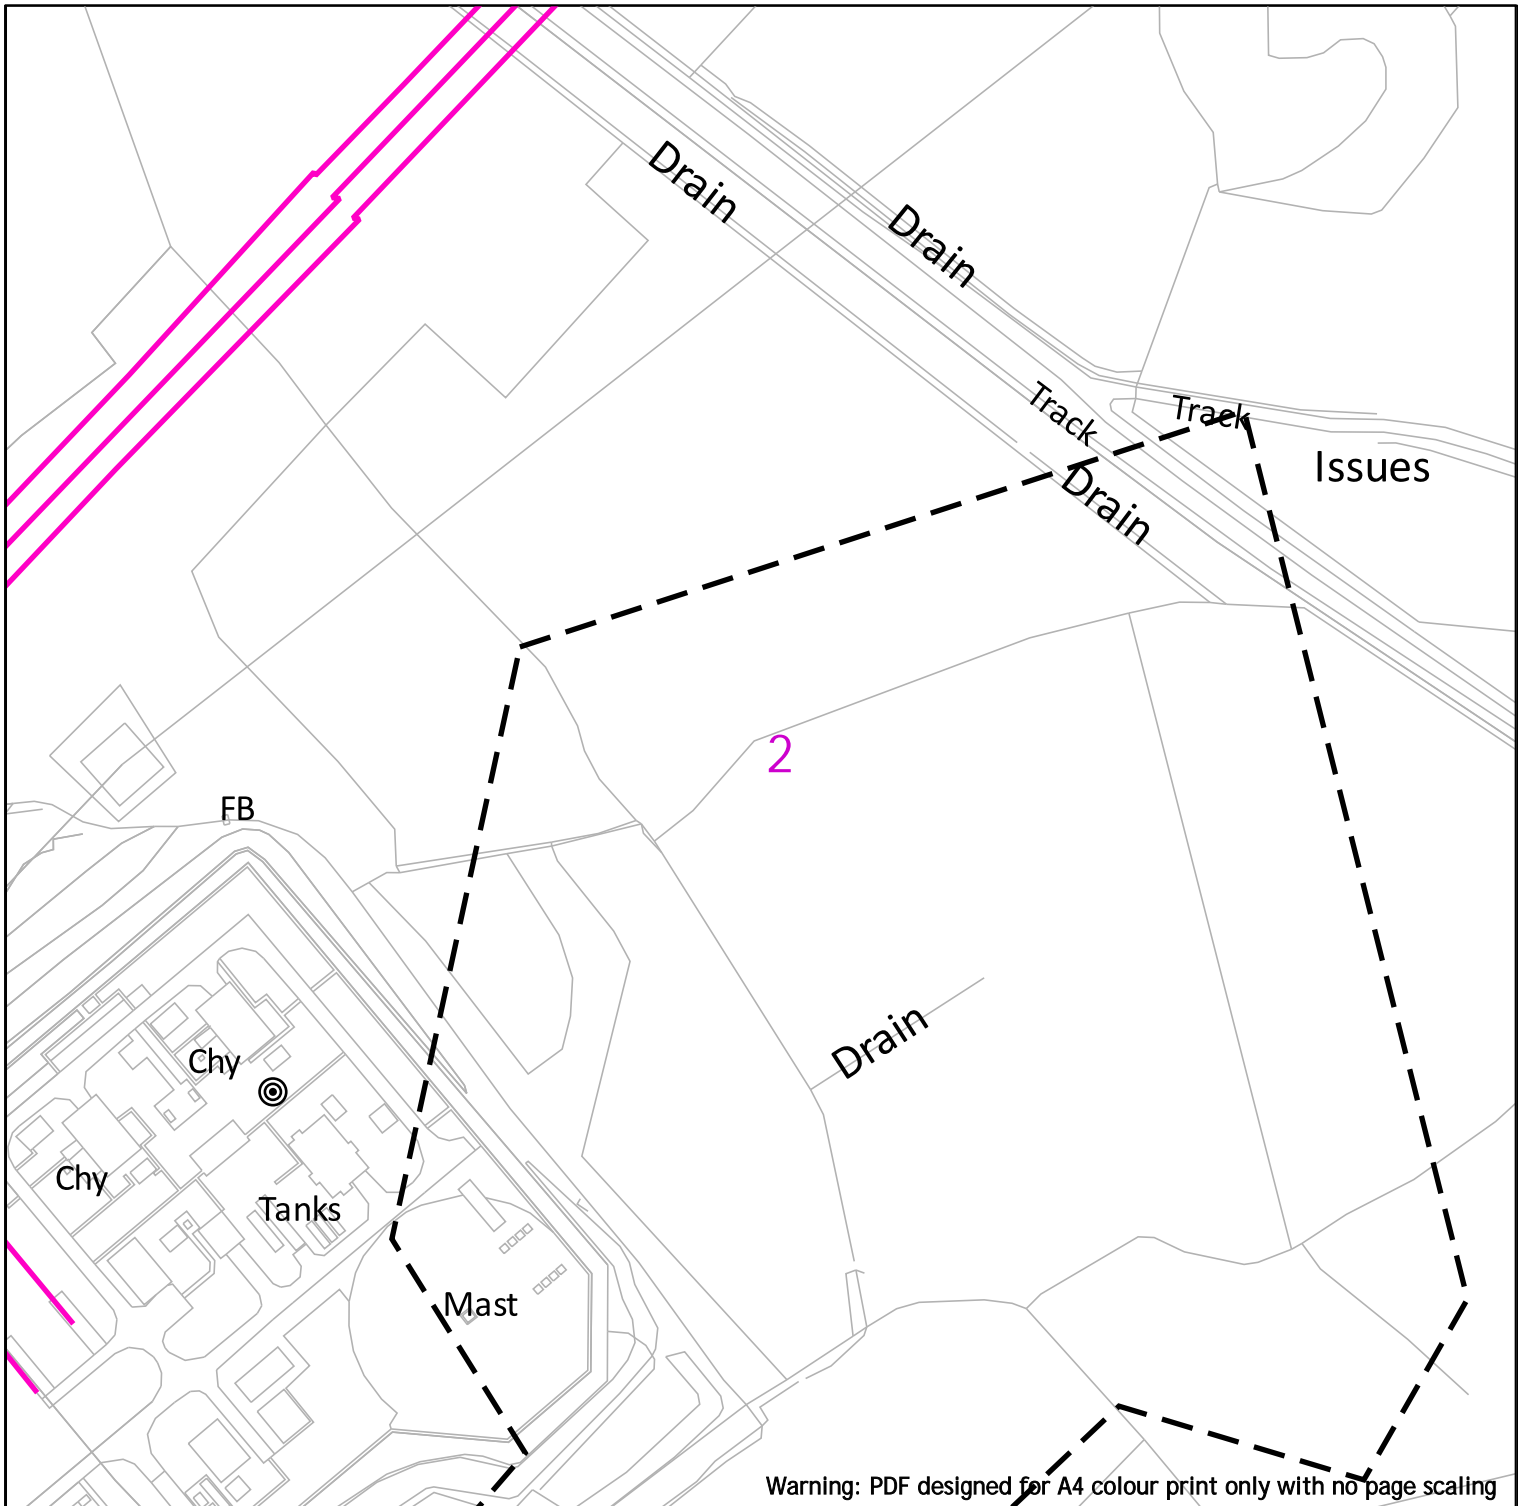 Drain
Drain
Track
Track
Issues
Drain
2
FB
Drain
Chy
Chy
Tanks
Mast
Warning: PDF designed for A4 colour print only with no page scaling